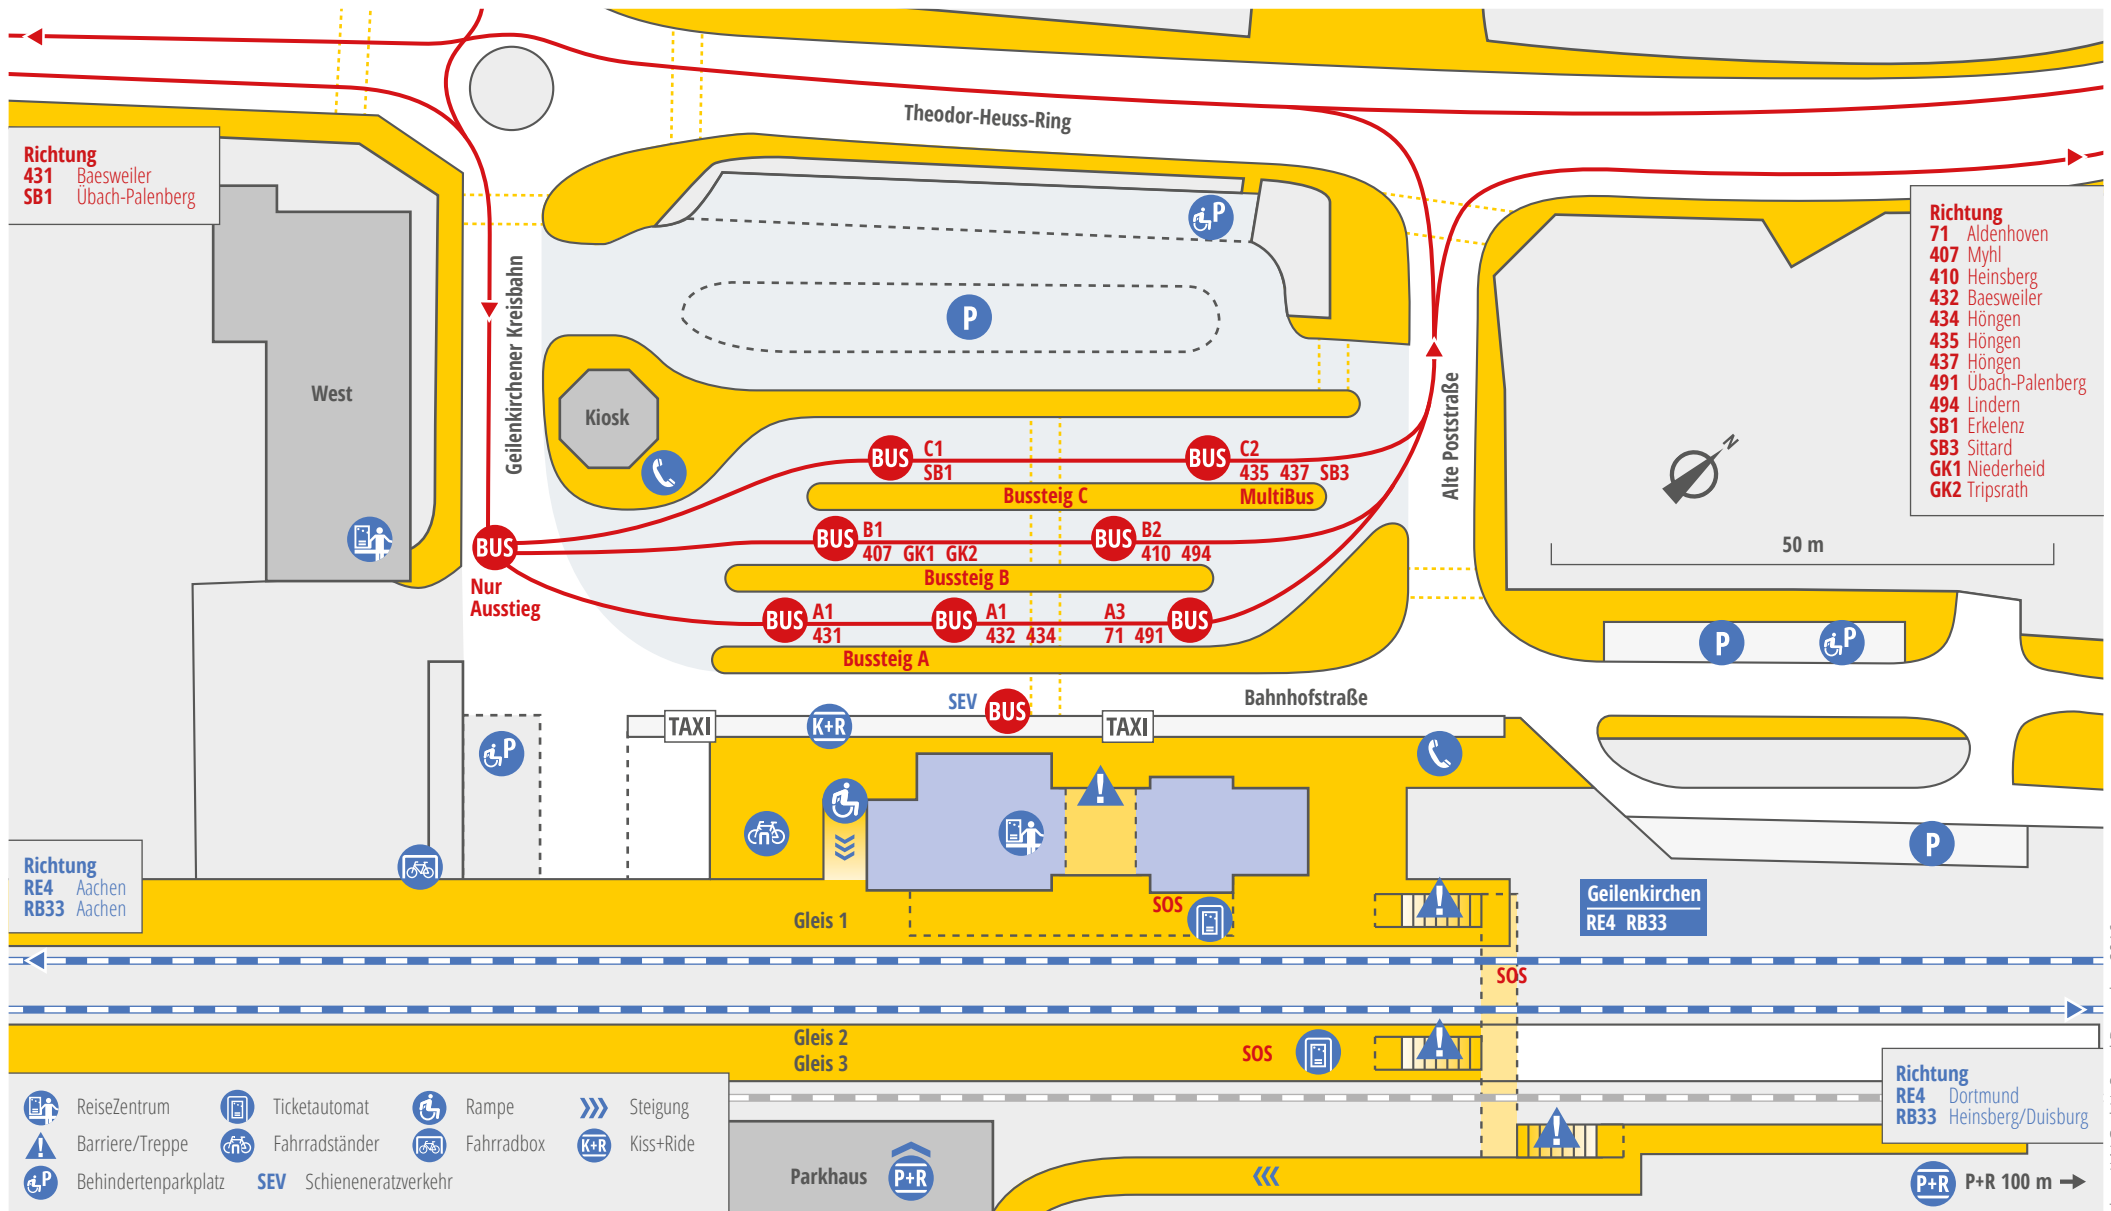 Theodor-Heuss-Ring
Richtung
431 Baesweiler
SB1 Übach-Palenberg
P
Richtung
71 Aldenhoven
407 Myhl
410 Heinsberg
432 Baesweiler
434 Höngen
435 Höngen
437 Höngen
491 Übach-Palenberg
494 Lindern
SB1 Erkelenz
SB3 Sittard
GK1 Niederheid
GK2 Tripsrath
Geilenkirchener Kreisbahn
P
West
Kiosk
Alte Poststraße
N
BUS C1
SB1
BUS C2
435 437 SB3
Bussteig C MultiBus
BUS
Nur
Ausstieg
BUS B1
407 GK1 GK2
BUS B2
410 494
Bussteig B
50 m
BUS A1
431
BUS A1
432 434
A3 BUS
71 491
Bussteig A
P
P
SEV BUS
Bahnhofstraße
TAXI
K+R
TAXI
P
P
Richtung
RE4 Aachen
RB33 Aachen
Gleis 1
SOS
Geilenkirchen
RE4 RB33
SOS
Gleis 2
Gleis 3
SOS
Richtung
RE4 Dortmund
RB33 Heinsberg/Duisburg
ReiseZentrum
Ticketautomat
Rampe
Steigung
Barriere/Treppe
Fahrradständer
Fahrradbox
K+R Kiss+Ride
P Behindertenparkplatz
SEV Schieneneratzverkehr
Parkhaus P+R
P+R P+R 100 m